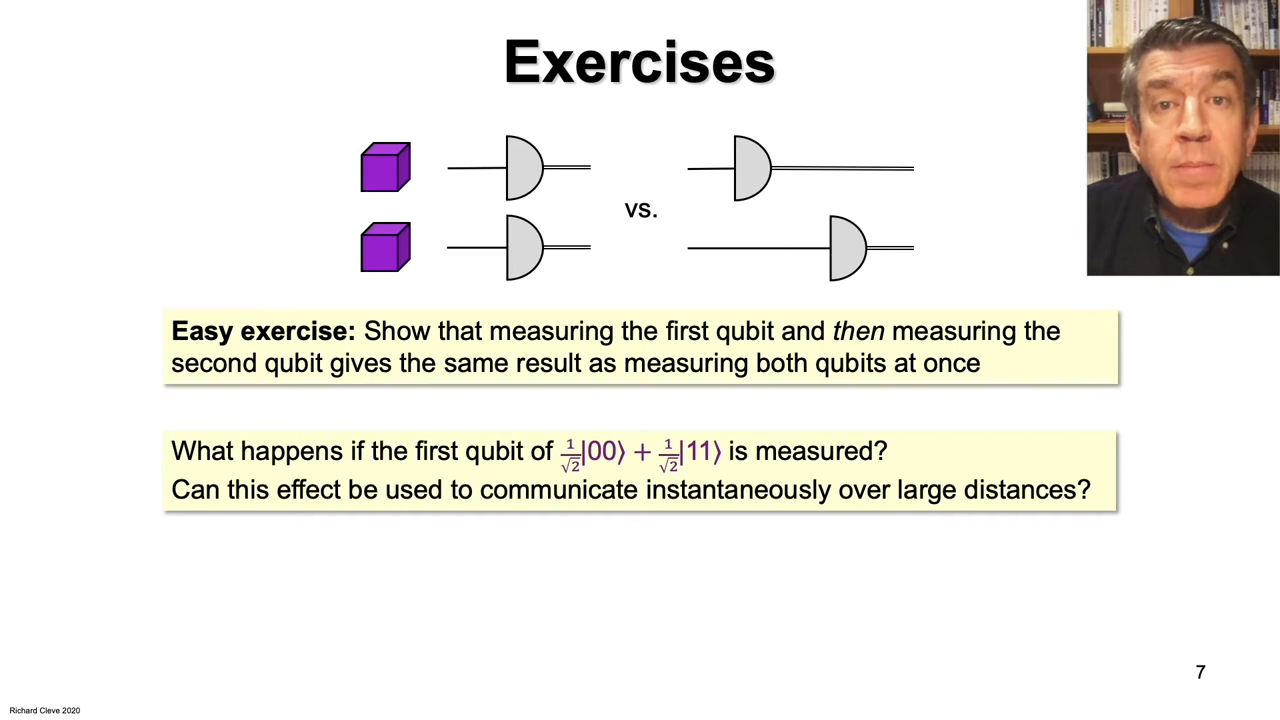 Exercises
vs.
Easy exercise: Show that measuring the first qubit and then measuring the
second qubit gives the same result as measuring both qubits at once
What happens if the first qubit of 1/√2|00⟩ + 1/√2|11⟩ is measured?
Can this effect be used to communicate instantaneously over large distances?
7
Richard Cleve 2020